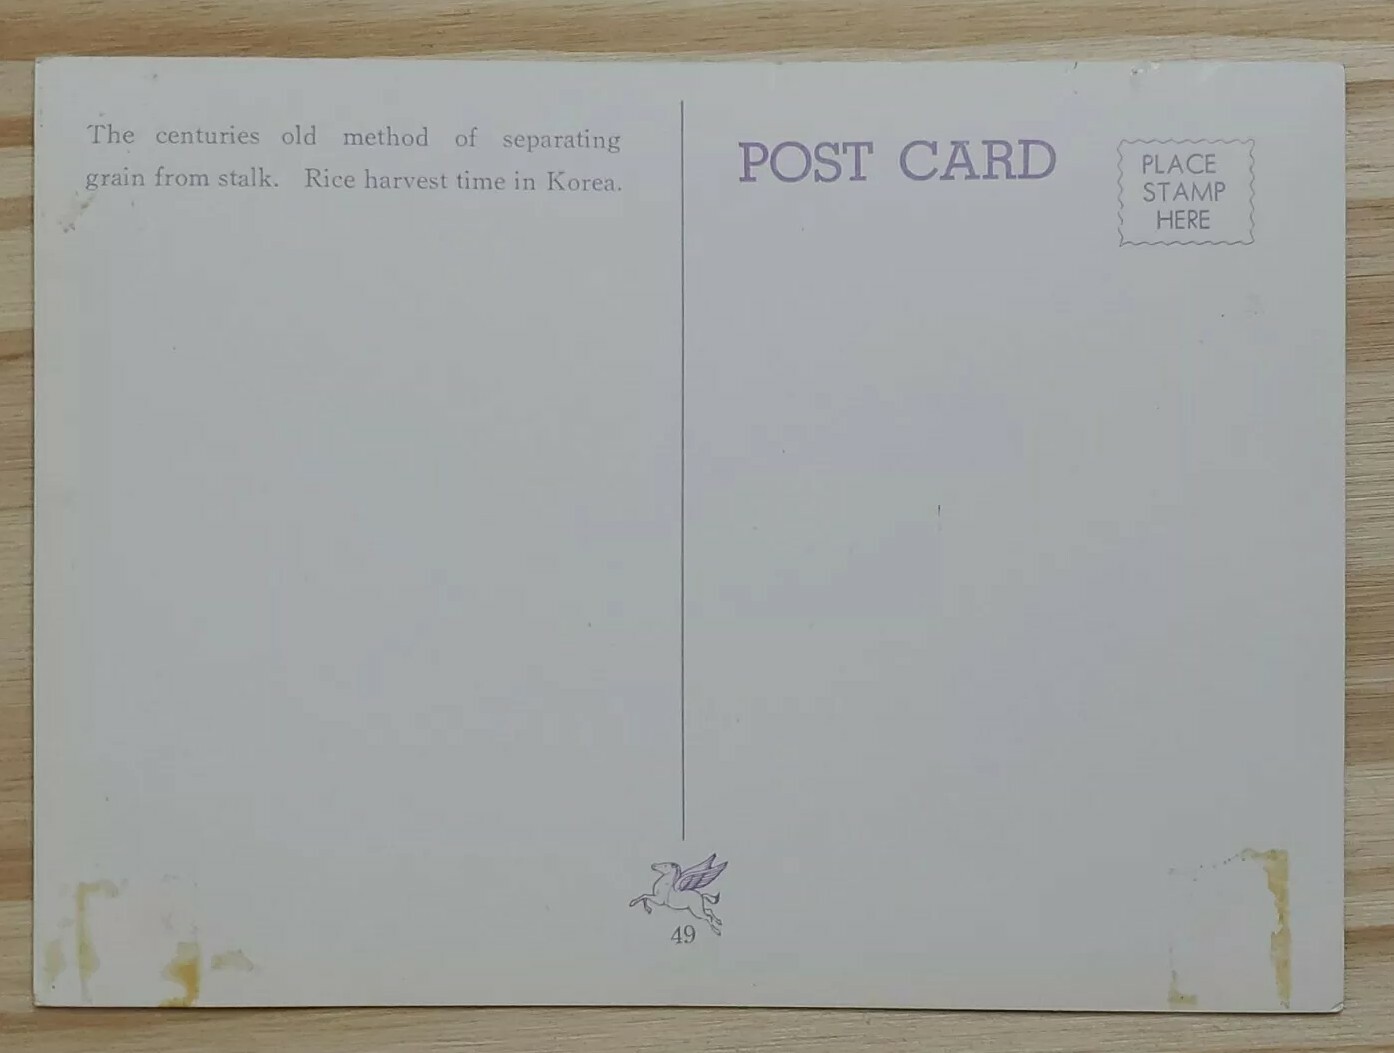 The centuries old method of separating
grain from stalk. Rice harvest time in Korea.
POST CARD
PLACE
STAMP
HERE
49